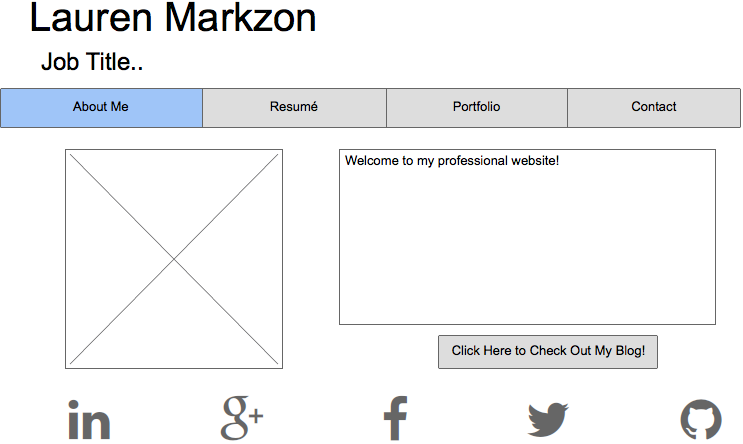 Lauren Markzon
Job Title..
About Me
Resumé
Portfolio
Contact
Welcome to my professional website!
Click Here to Check Out My Blog!
in
g+
f